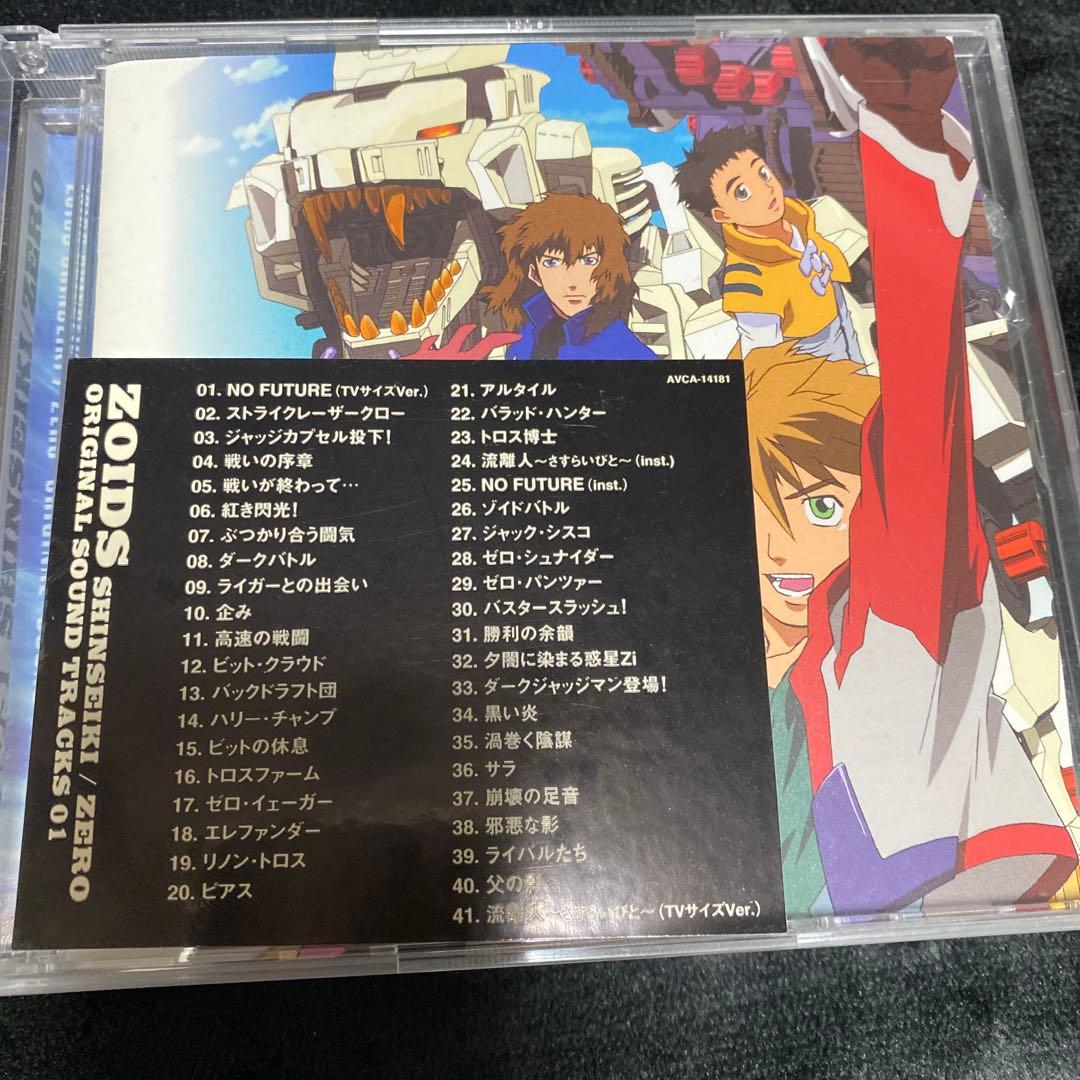 ZOIDS SHINSEIKI / ZERO
ORIGINAL SOUND TRACKS 01
01. NO FUTURE (TVサイズVer.)
02. ストライクレーザークロー
03. ジャッジカプセル投下!
04. 戦いの序章
05. 戦いが終わって…
06. 紅き閃光!
07. ぶつかり合う闘気
08. ダークバトル
09. ライガーとの出会い
10. 企み
11. 高速の戦闘
12. ビット・クラウド
13. バックドラフト団
14. ハリー・チャンプ
15. ビットの休息
16. トロスファーム
17. ゼロ・イェーガー
18. エレファンダー
19. リノン・トロス
20. ピアス
AVCA-14181
21. アルタイル
22. バラッド・ハンター
23. トロス博士
24. 流離人〜さすらいびと〜(inst.)
25. NO FUTURE (inst.)
26. ゾイドバトル
27. ジャック・シスコ
28. ゼロ・シュナイダー
29. ゼロ・パンツァー
30. バスタースラッシュ!
31. 勝利の余韻
32. 夕闇に染まる惑星Zi
33. ダークジャッジマン登場!
34. 黒い炎
35. 渦巻く陰謀
36. サラ
37. 崩壊の足音
38. 邪悪な影
39. ライバルたち
40. 父の影
41. 流離人〜さすらいびと〜(TVサイズVer.)